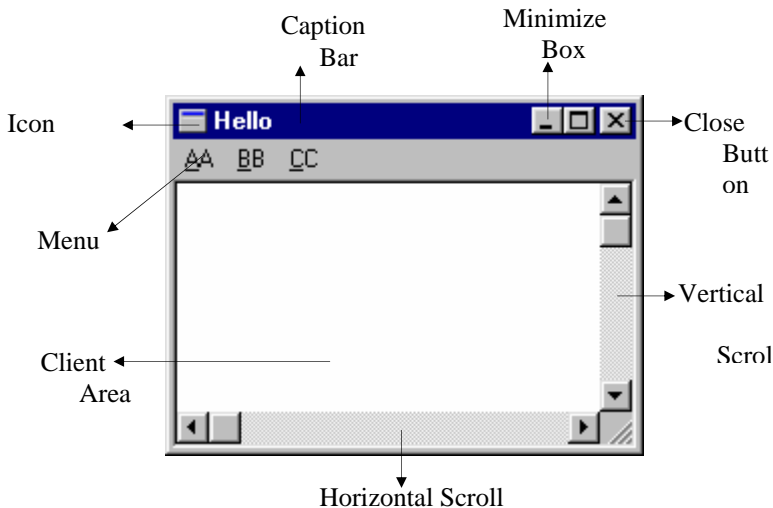 Caption
Bar
Minimize
Box
Icon
Hello
Close
Butt
on
AA BB CC
Menu
Vertical
Scrol
Client
Area
Horizontal Scroll